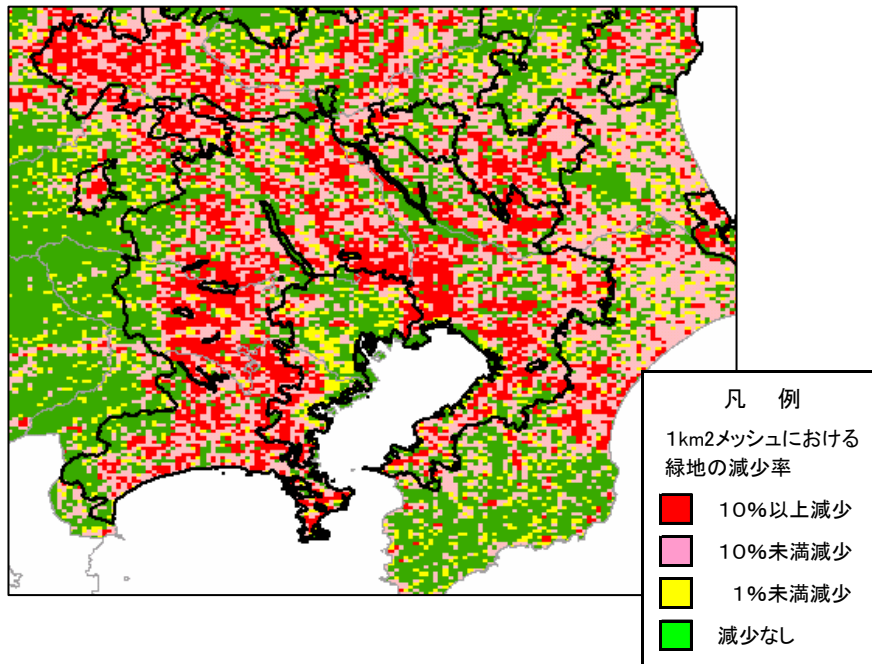 凡　例
1km2メッシュにおける
緑地の減少率
10%以上減少
10%未満減少
1%未満減少
減少なし